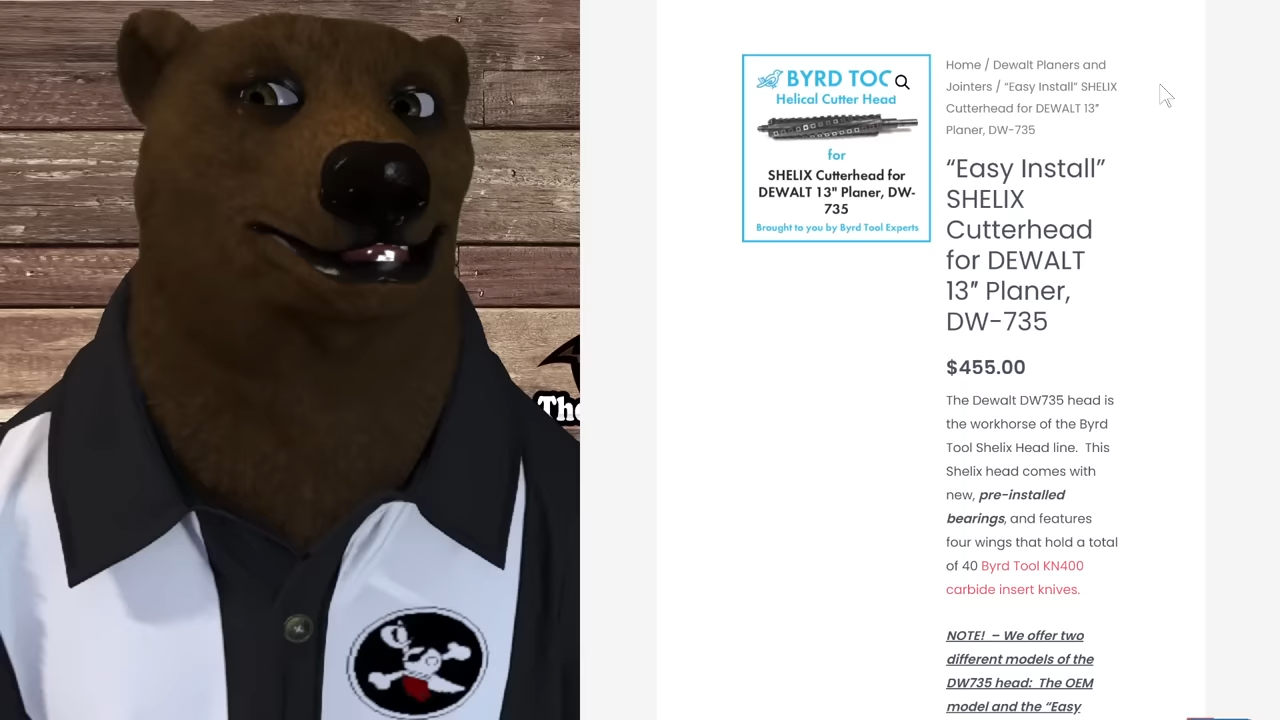 The
BYRD TOC
Helical Cutter Head
for
SHELIX Cutterhead for
DEWALT 13" Planer, DW-
735
Brought to you by Byrd Tool Experts
Home / Dewalt Planers and
Jointers / “Easy Install” SHELIX
Cutterhead for DEWALT 13″
Planer, DW-735
“Easy Install”
SHELIX
Cutterhead
for DEWALT
13″ Planer,
DW-735
$455.00
The Dewalt DW735 head is
the workhorse of the Byrd
Tool Shelix Head line.  This
Shelix head comes with
new, pre-installed
bearings, and features
four wings that hold a total
of 40 Byrd Tool KN400
carbide insert knives.
NOTE!  – We offer two
different models of the
DW735 head:  The OEM
model and the “Easy